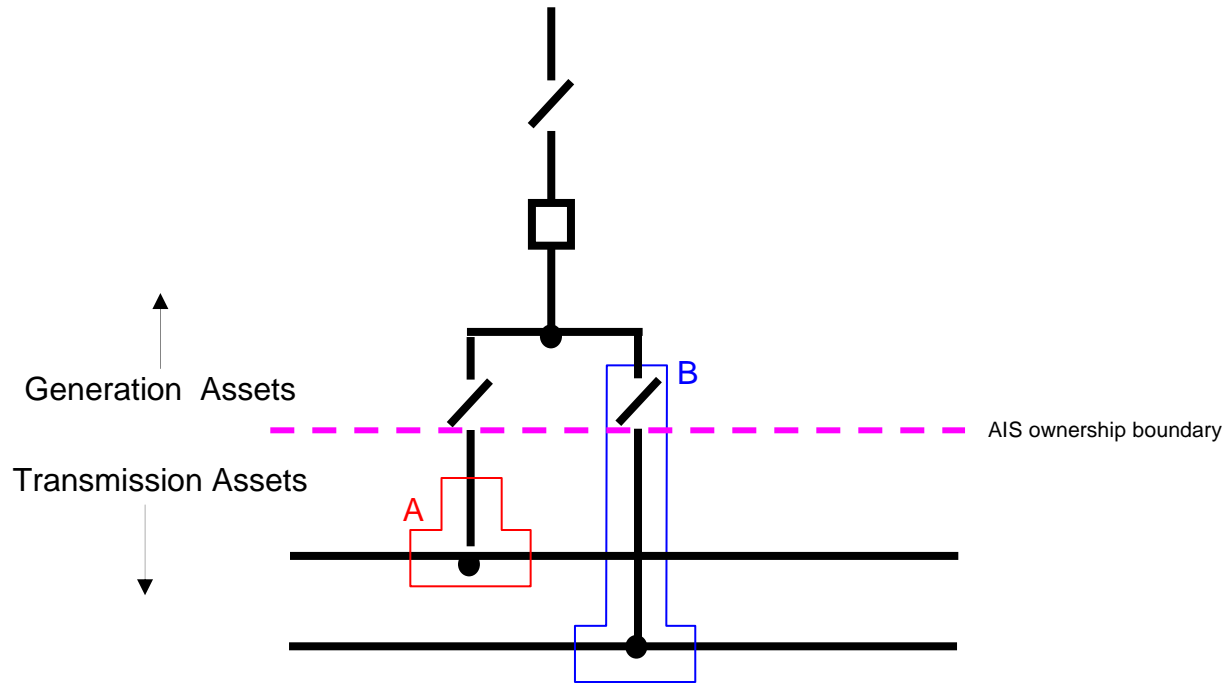 B
Generation Assets
AIS ownership boundary
Transmission Assets
A